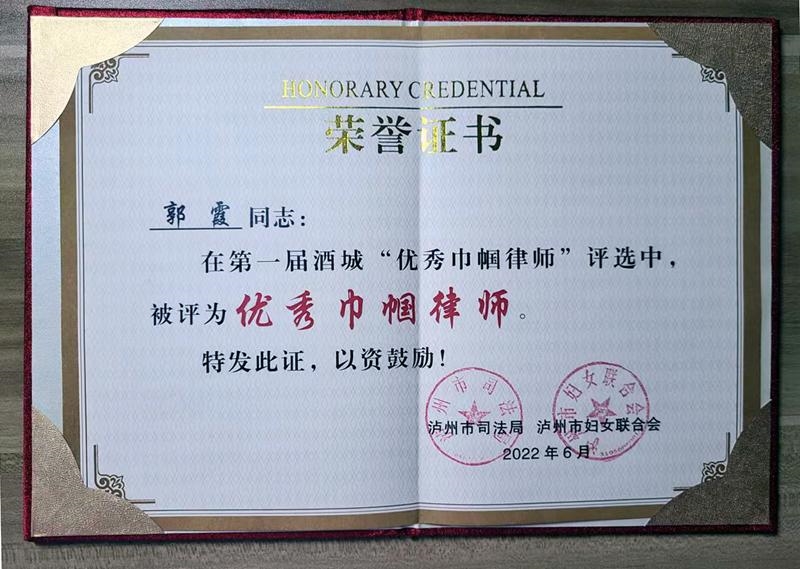 HONORARY CREDENTIAL
荣誉证书
郭 霞 同志：
在第一届酒城“优秀巾帼律师”评选中，
被评为优秀巾帼律师。
特发此证，以资鼓励！
泸州市司法局 泸州市妇女联合会
2022年6月
泸州市司法局
泸州市妇女联合会